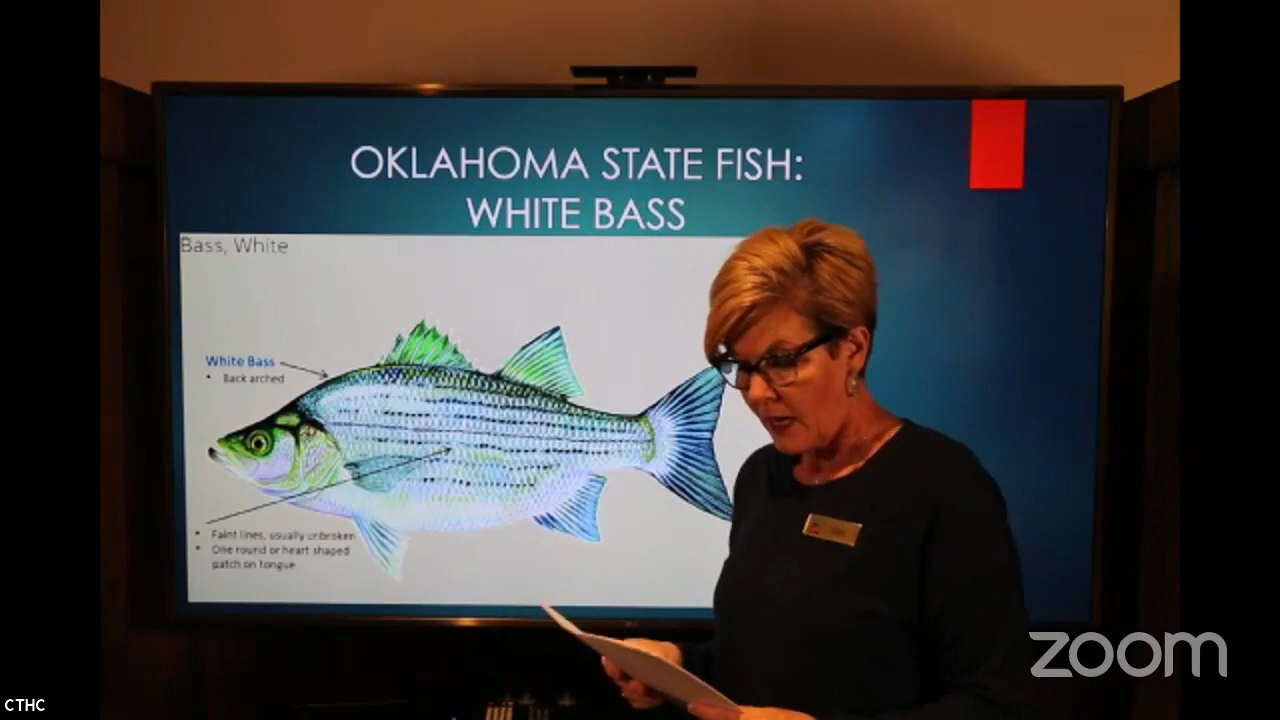 OKLAHOMA STATE FISH:
WHITE BASS
Bass, White
White Bass
• Back arched
• Faint lines, usually unbroken
• One round or heart shaped
patch on tongue
zoom
CTHC